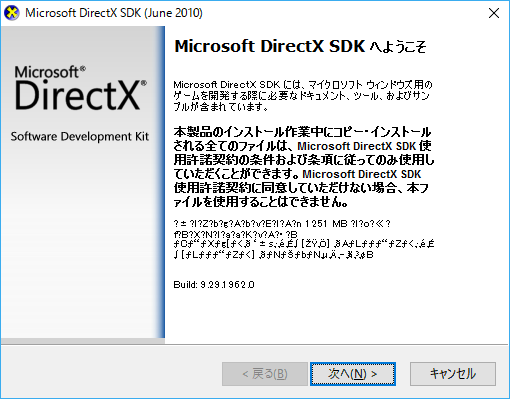 Microsoft DirectX SDK (June 2010)
Microsoft®
DirectX®
Software Development Kit
Microsoft DirectX SDK へようこそ
Microsoft DirectX SDK には、マイクロソフト ウィンドウズ用の
ゲームを開発する際に必要なドキュメント、ツール、およびサン
プルが含まれています。
本製品のインストール作業中にコピー・インストール
される全てのファイルは、Microsoft DirectX SDK 使
用許諾契約の条件および条項に従ってのみ使用し
ていただくことができます。Microsoft DirectX SDK
使用許諾契約に同意していただけない場合、本フ
ァイルを使用することはできません。
1251 MB
Build: 9.29.1962.0
< 戻る(B)
次へ(N) >
キャンセル